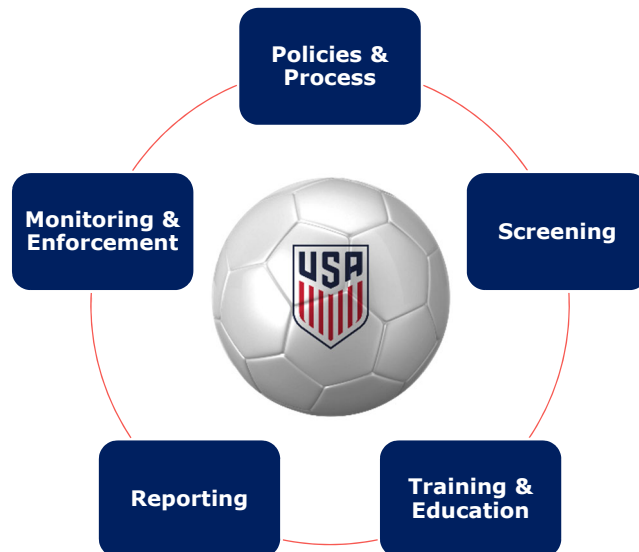 Policies &
Process
Screening
Training &
Education
Reporting
Monitoring &
Enforcement
USA